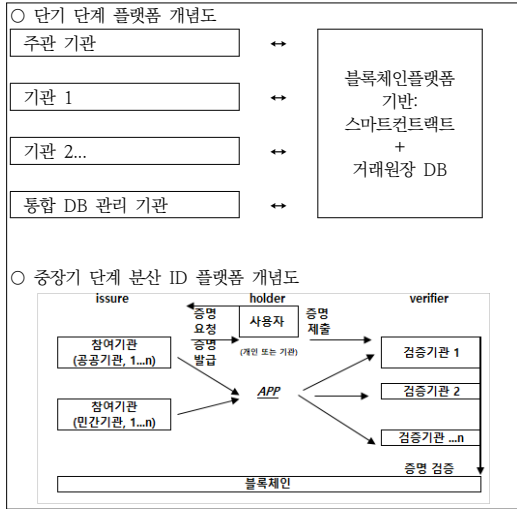 ○ 단기 단계 플랫폼 개념도
주관 기관
↔
기관 1
↔
기관 2...
↔
통합 DB 관리 기관
↔
블록체인플랫폼
기반:
스마트컨트랙트
+
거래원장 DB
○ 중장기 단계 분산 ID 플랫폼 개념도
issure
holder
verifier
증명
요청
증명
발급
사용자
(개인 또는 기관)
증명
제출
참여기관
(공공기관, 1...n)
참여기관
(민간기관, 1...n)
APP
검증기관 1
검증기관 2
검증기관 ...n
증명 검증
블록체인